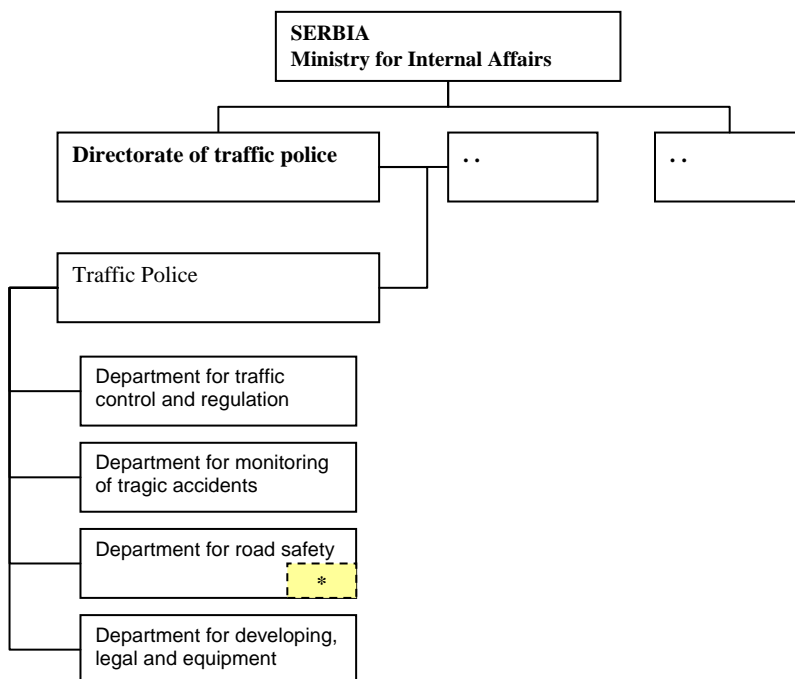 SERBIA
Ministry for Internal Affairs
Directorate of traffic police
. .
. .
Traffic Police
Department for traffic
control and regulation
Department for monitoring
of tragic accidents
Department for road safety
*
Department for developing,
legal and equipment